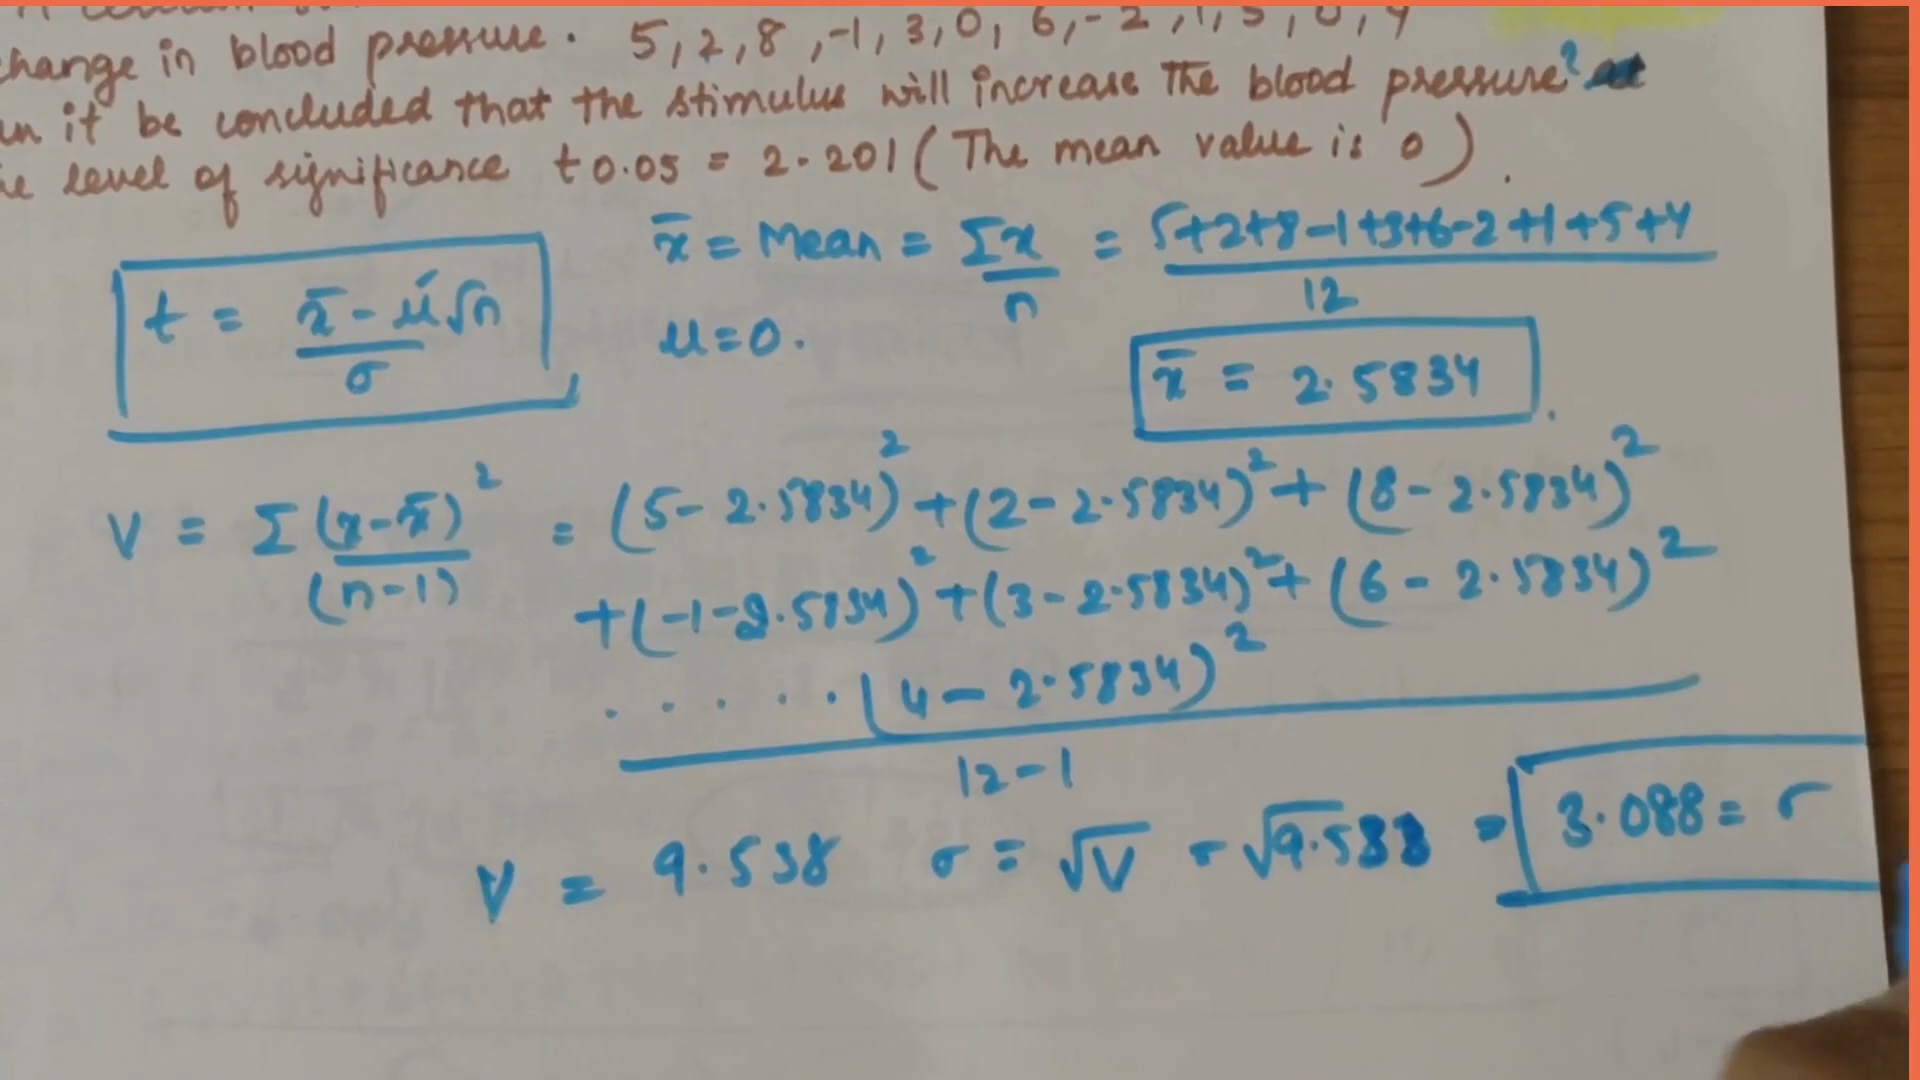 change in blood pressure. 5, 2, 8, -1, 3, 0, 6, -2, 1, 5, 0, 4
it be concluded that the stimulus will increase the blood pressure?
level of significance t0.05 = 2.201 (The mean value is 0).
t = x̄ - μ√n / σ
x̄ = Mean = Σx / n = 5+2+8-1+3+6-2+1+5+4 / 12
μ=0.
x̄ = 2.5834
V = Σ(x-x̄)² / (n-1) = (5-2.5834)² + (2-2.5834)² + (8-2.5834)²
+(-1-2.5834)² + (3-2.5834)² + (6-2.5834)²
. . . . . (4-2.5834)²
12-1
V = 9.538 σ = √V = √9.538 = 3.088 = σ